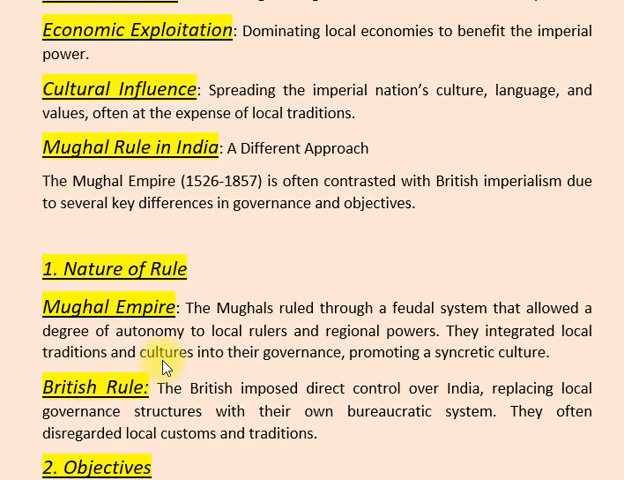 Economic Exploitation: Dominating local economies to benefit the imperial
power.
Cultural Influence: Spreading the imperial nation’s culture, language, and
values, often at the expense of local traditions.
Mughal Rule in India: A Different Approach
The Mughal Empire (1526-1857) is often contrasted with British imperialism due
to several key differences in governance and objectives.
1. Nature of Rule
Mughal Empire: The Mughals ruled through a feudal system that allowed a
degree of autonomy to local rulers and regional powers. They integrated local
traditions and cultures into their governance, promoting a syncretic culture.
British Rule: The British imposed direct control over India, replacing local
governance structures with their own bureaucratic system. They often
disregarded local customs and traditions.
2. Objectives